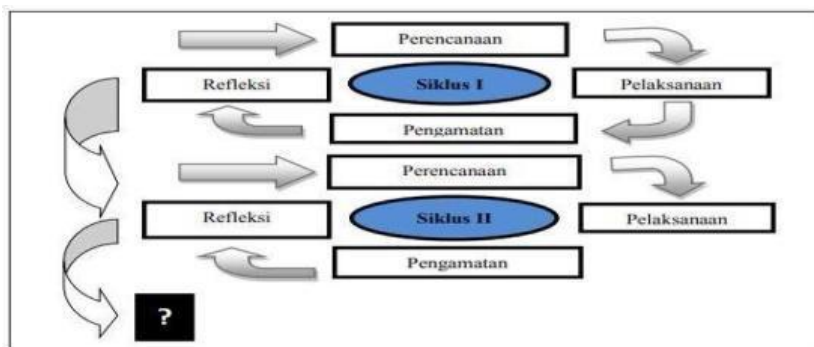 Perencanaan
Refleksi
Siklus I
Pelaksanaan
Pengamatan
Perencanaan
Refleksi
Siklus II
Pelaksanaan
Pengamatan
?